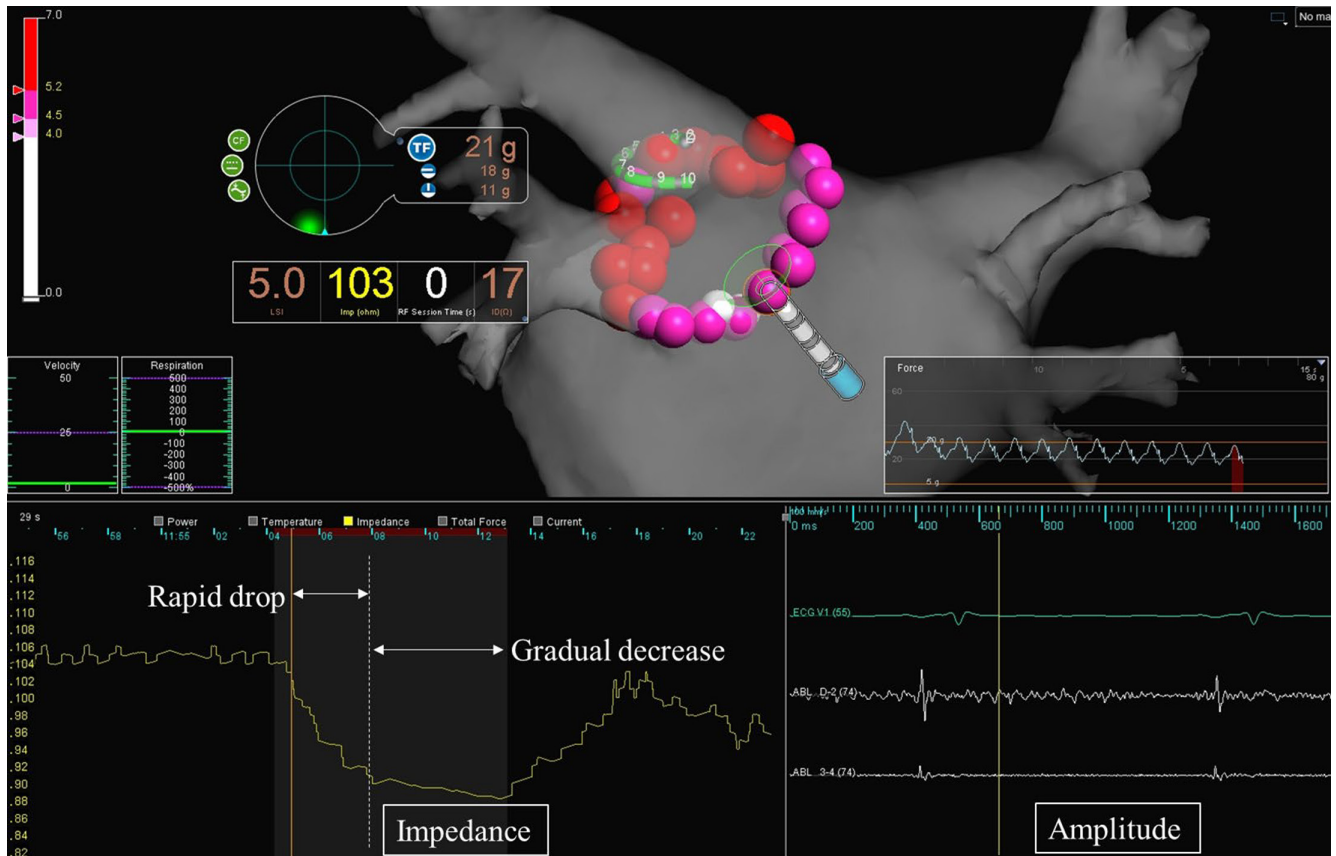 7.0
No ma
5.2
4.5
4.0
0.0
CF
TF 21 g
18 g
11 g
3
7
8 9 10
5.0 103 0 17
LSI Imp (ohm) RF Session Time (s) ID(Ω)
Velocity
50
25
0
Respiration
500
400
300
200
100
0
-100
-200
-300
-400
-500%
Force 10 5 15 s
80 g
60
20
5 g
29 s Power Temperature Impedance Total Force Current
56 58 11:55 02 04 06 08 10 12 14 16 18 20 22
.116
.114
.112
.110
.108
.106
.104
.102
.100
.98
.96
.94
.92
.90
.88
.86
.84
.82
Rapid drop
Gradual decrease
Impedance
100 mm/s
0 ms 200 400 600 800 1000 1200 1400 1600
ECG V1 (55)
ABL D-2 (74)
ABL 3-4 (74)
Amplitude